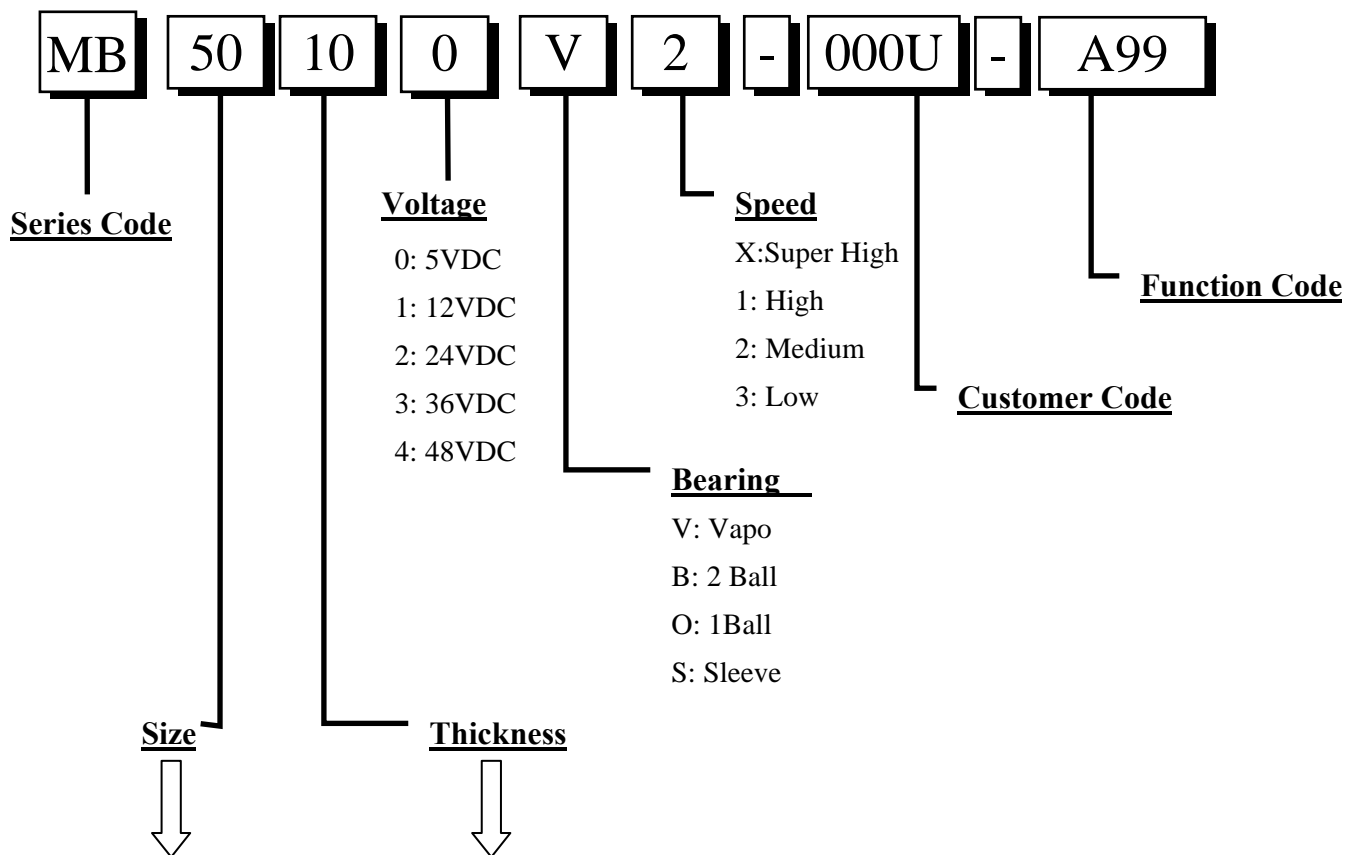 MB 50 10 0 V 2 - 000U - A99
Series Code
Voltage
0: 5VDC
1: 12VDC
2: 24VDC
3: 36VDC
4: 48VDC
Speed
X:Super High
1: High
2: Medium
3: Low
Function Code
Customer Code
Bearing
V: Vapo
B: 2 Ball
O: 1Ball
S: Sleeve
Size
Thickness